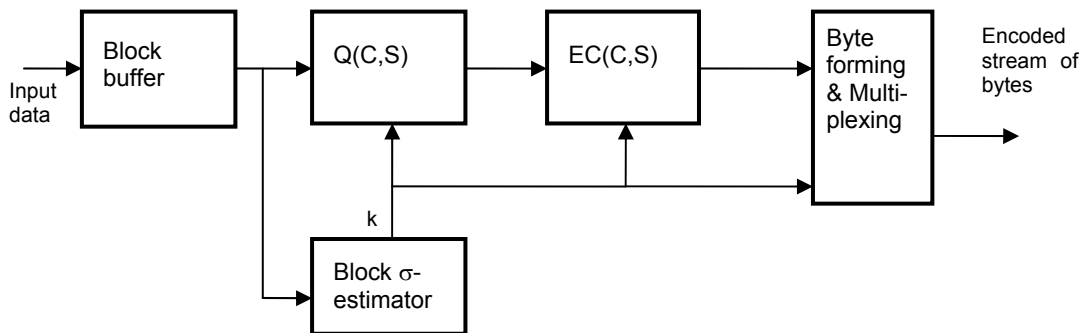 Input
data
Block
buffer
Q(C,S)
EC(C,S)
Byte
forming
& Multi-
plexing
Encoded
stream of
bytes
k
Block σ-
estimator